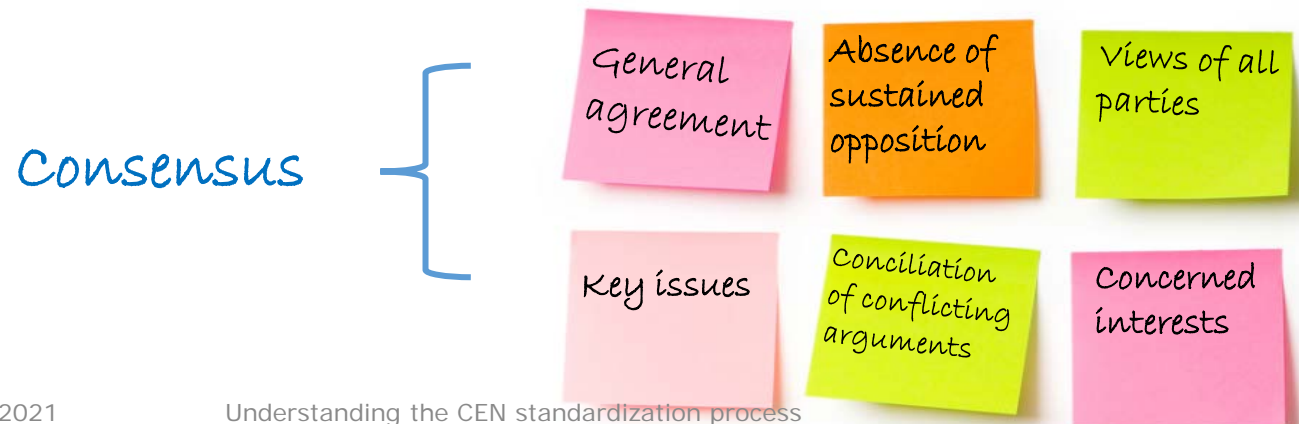 Consensus
General
agreement
Absence of
sustained
opposition
Views of all
parties
Key issues
Conciliation
of conflicting
arguments
Concerned
interests
2021
Understanding the CEN standardization process